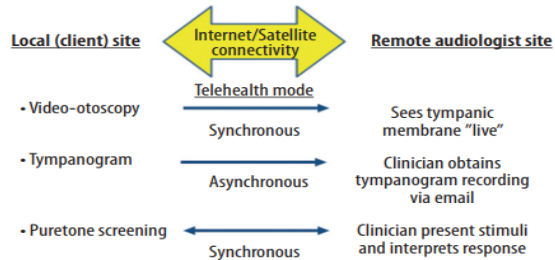 Local (client) site
Internet/Satellite
connectivity
Remote audiologist site
Telehealth mode
• Video-otoscopy
Synchronous
Sees tympanic
membrane "live"
• Tympanogram
Asynchronous
Clinician obtains
tympanogram recording
via email
• Puretone screening
Synchronous
Clinician present stimuli
and interprets response